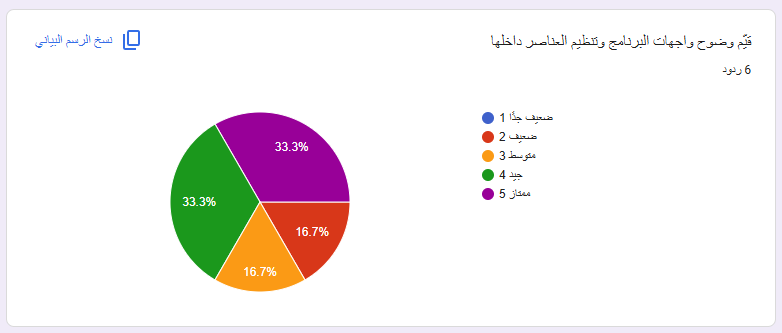 قيِّم وضوح واجهات البرنامج وتنظيم العناصر داخلها
نسخ الرسم البياني
6 ردود
1 ضعيف جدًا
2 ضعيف
3 متوسط
4 جيد
5 ممتاز
33.3%
33.3%
16.7%
16.7%